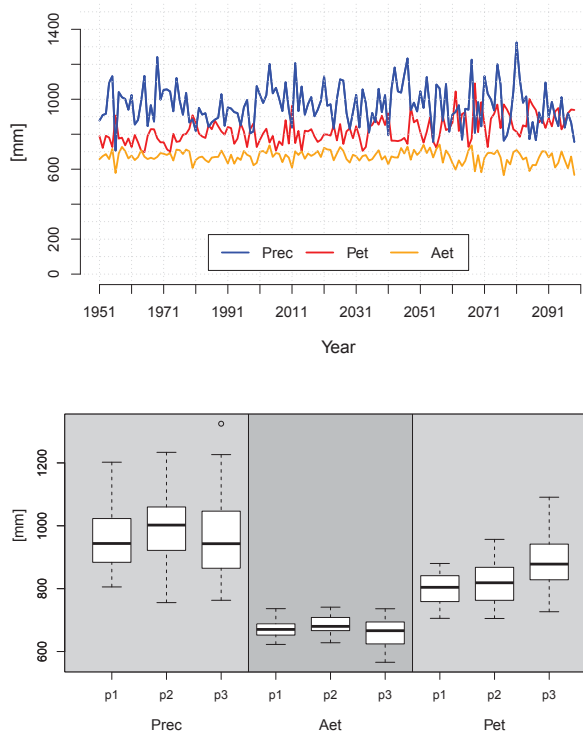 1400
1000
[mm]
600
200
0
Prec Pet Aet
1951 1971 1991 2011 2031 2051 2071 2091
Year
1200
1000
[mm]
800
600
p1 p2 p3 p1 p2 p3 p1 p2 p3
Prec Aet Pet